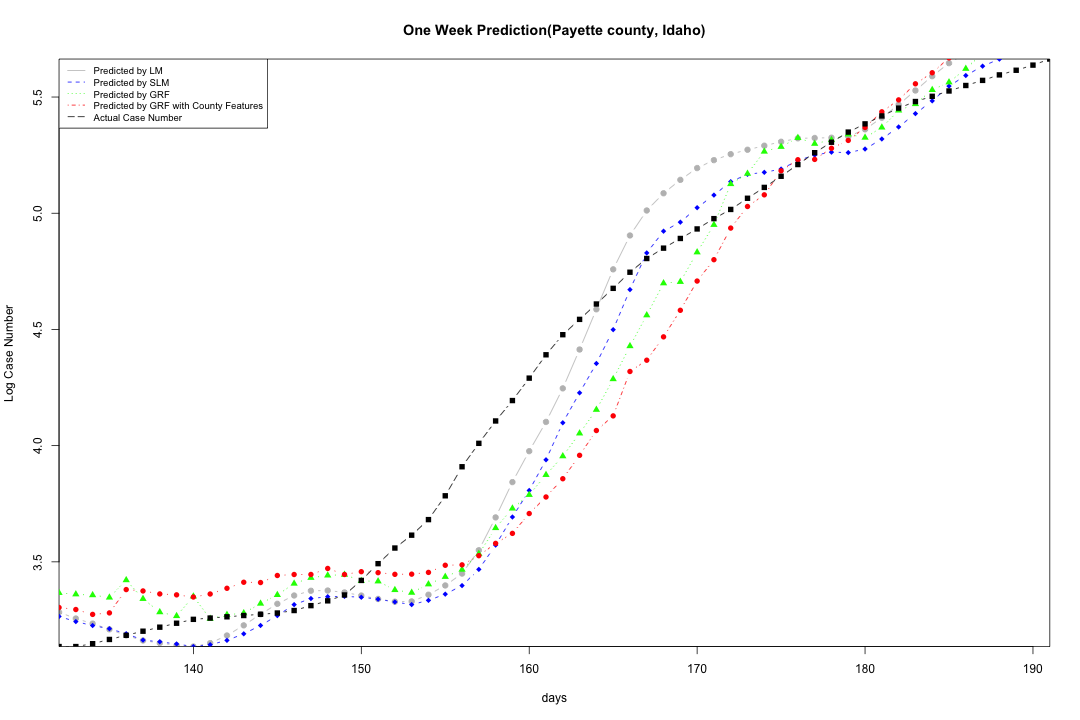 One Week Prediction(Payette county, Idaho)
Predicted by LM
Predicted by SLM
Predicted by GRF
Predicted by GRF with County Features
Actual Case Number
5.5
5.0
4.5
4.0
3.5
Log Case Number
140 150 160 170 180 190
days